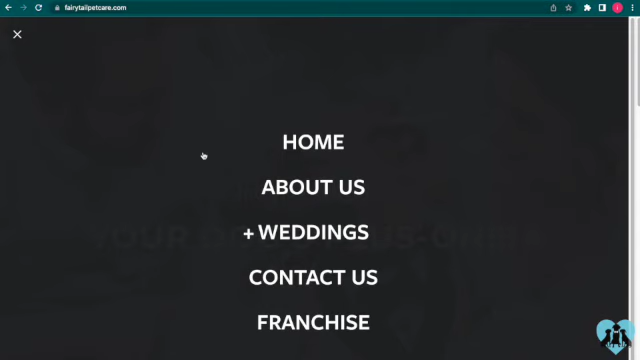 fairytailpetcare.com
HOME
ABOUT US
+ WEDDINGS
CONTACT US
FRANCHISE